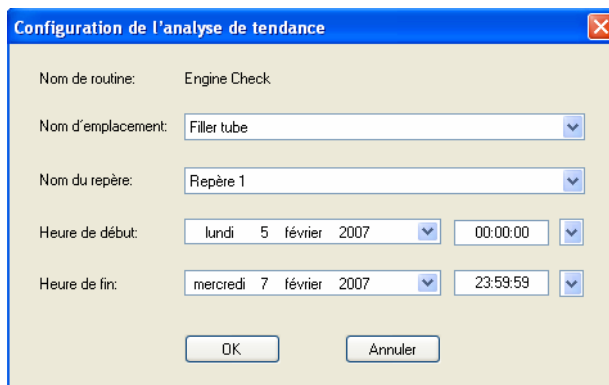 Configuration de l'analyse de tendance
Nom de routine: Engine Check
Nom d´emplacement: Filler tube
Nom du repère: Repère 1
Heure de début: lundi 5 février 2007 00:00:00
Heure de fin: mercredi 7 février 2007 23:59:59
OK Annuler